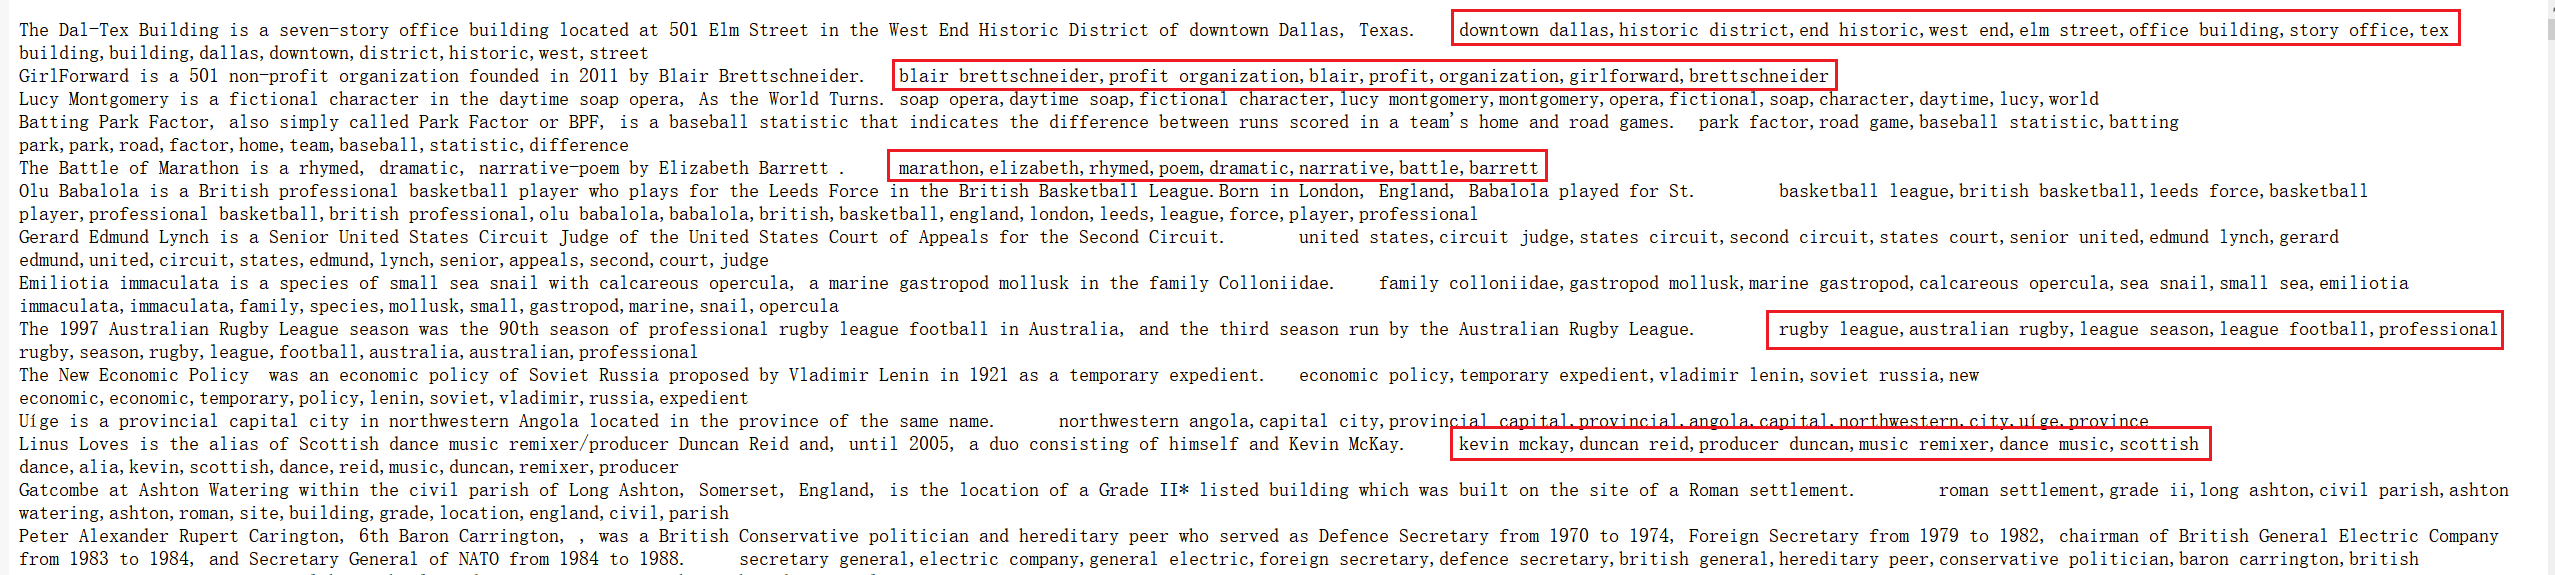 The Dal-Tex Building is a seven-story office building located at 501 Elm Street in the West End Historic District of downtown Dallas, Texas. downtown dallas,historic district,end historic,west end,elm street,office building,story office,tex
building,building,dallas,downtown,district,historic,west,street
GirlForward is a 501 non-profit organization founded in 2011 by Blair Brettschneider. blair brettschneider,profit organization,blair,profit,organization,girlforward,brettschneider
Lucy Montgomery is a fictional character in the daytime soap opera, As the World Turns. soap opera,daytime soap,fictional character,lucy montgomery,montgomery,opera,fictional,soap,character,daytime,lucy,world
Batting Park Factor, also simply called Park Factor or BPF, is a baseball statistic that indicates the difference between runs scored in a team's home and road games. park factor,road game,baseball statistic,batting
park,park,road,factor,home,team,baseball,statistic,difference
The Battle of Marathon is a rhymed, dramatic, narrative-poem by Elizabeth Barrett . marathon,elizabeth,rhymed,poem,dramatic,narrative,battle,barrett
Olu Babalola is a British professional basketball player who plays for the Leeds Force in the British Basketball League.Born in London, England, Babalola played for St. basketball league,british basketball,leeds force,basketball
player,professional basketball,british professional,olu babalola,babalola,british,basketball,england,london,leeds,league,force,player,professional
Gerard Edmund Lynch is a Senior United States Circuit Judge of the United States Court of Appeals for the Second Circuit. united states,circuit judge,states circuit,second circuit,states court,senior united,edmund lynch,gerard
edmund,united,circuit,states,edmund,lynch,senior,appeals,second,court,judge
Emiliotia immaculata is a species of small sea snail with calcareous opercula, a marine gastropod mollusk in the family Colloniidae. family colloniidae,gastropod mollusk,marine gastropod,calcareous opercula,sea snail,small sea,emiliotia
immaculata,immaculata,family,species,mollusk,small,gastropod,marine,snail,opercula
The 1997 Australian Rugby League season was the 90th season of professional rugby league football in Australia, and the third season run by the Australian Rugby League. rugby league,australian rugby,league season,league football,professional
rugby,season,rugby,league,football,australia,australian,professional
The New Economic Policy was an economic policy of Soviet Russia proposed by Vladimir Lenin in 1921 as a temporary expedient. economic policy,temporary expedient,vladimir lenin,soviet russia,new
economic,economic,temporary,policy,lenin,soviet,vladimir,russia,expedient
Uíge is a provincial capital city in northwestern Angola located in the province of the same name. northwestern angola,capital city,provincial capital,provincial,angola,capital,northwestern,city,uíge,province
Linus Loves is the alias of Scottish dance music remixer/producer Duncan Reid and, until 2005, a duo consisting of himself and Kevin McKay. kevin mckay,duncan reid,producer duncan,music remixer,dance music,scottish
dance,alia,kevin,scottish,dance,reid,music,duncan,remixer,producer
Gatcombe at Ashton Watering within the civil parish of Long Ashton, Somerset, England, is the location of a Grade II* listed building which was built on the site of a Roman settlement. roman settlement,grade ii,long ashton,civil parish,ashton
watering,ashton,roman,site,building,grade,location,england,civil,parish
Peter Alexander Rupert Carington, 6th Baron Carrington, , was a British Conservative politician and hereditary peer who served as Defence Secretary from 1970 to 1974, Foreign Secretary from 1979 to 1982, chairman of British General Electric Company
from 1983 to 1984, and Secretary General of NATO from 1984 to 1988. secretary general,electric company,general electric,foreign secretary,defence secretary,british general,hereditary peer,conservative politician,baron carrington,british